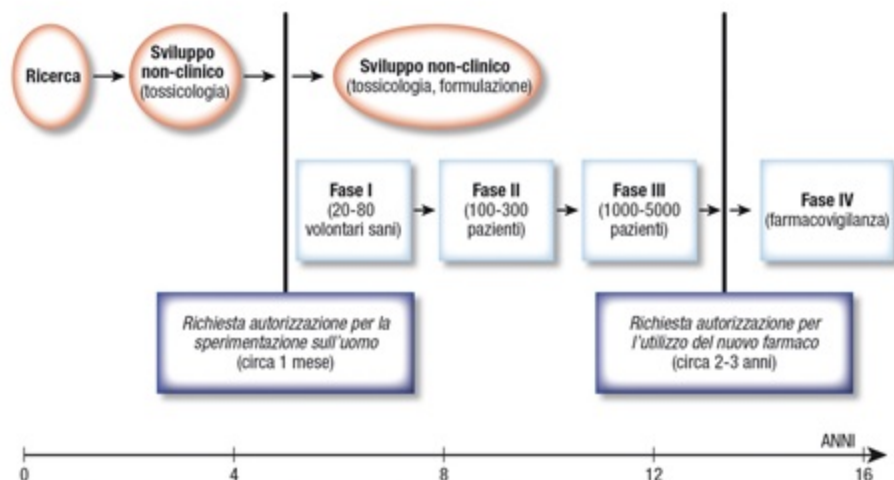 Ricerca
Sviluppo
non-clinico
(tossicologia)
Sviluppo non-clinico
(tossicologia, formulazione)
Fase I
(20-80
volontari sani)
Fase II
(100-300
pazienti)
Fase III
(1000-5000
pazienti)
Fase IV
(farmacovigilanza)
Richiesta autorizzazione per la
sperimentazione sull'uomo
(circa 1 mese)
Richiesta autorizzazione per
l'utilizzo del nuovo farmaco
(circa 2-3 anni)
ANNI
0 4 8 12 16